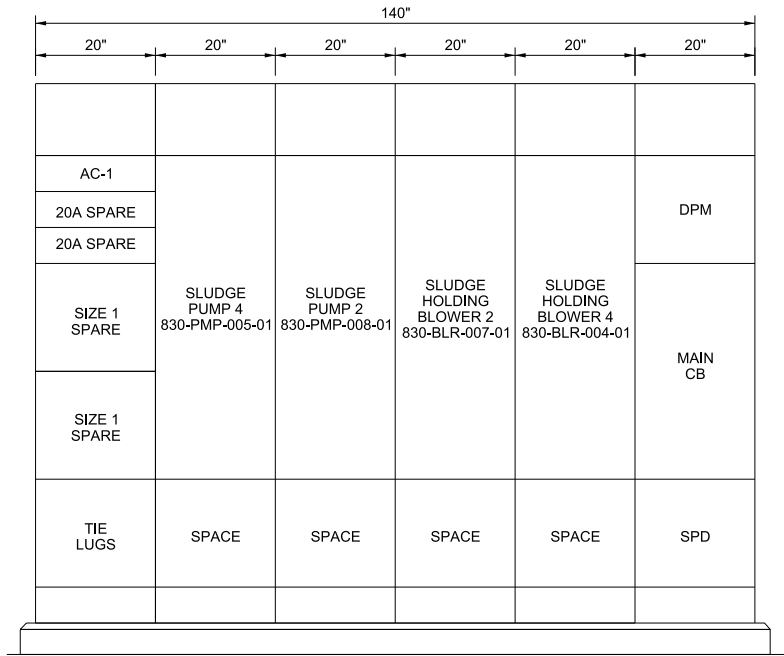 140"
20" 20" 20" 20" 20" 20"
AC-1
20A SPARE
20A SPARE
SIZE 1
SPARE
SIZE 1
SPARE
TIE
LUGS
SLUDGE
PUMP 4
830-PMP-005-01
SPACE
SLUDGE
PUMP 2
830-PMP-008-01
SPACE
SLUDGE
HOLDING
BLOWER 2
830-BLR-007-01
SPACE
SLUDGE
HOLDING
BLOWER 4
830-BLR-004-01
SPACE
DPM
MAIN
CB
SPD